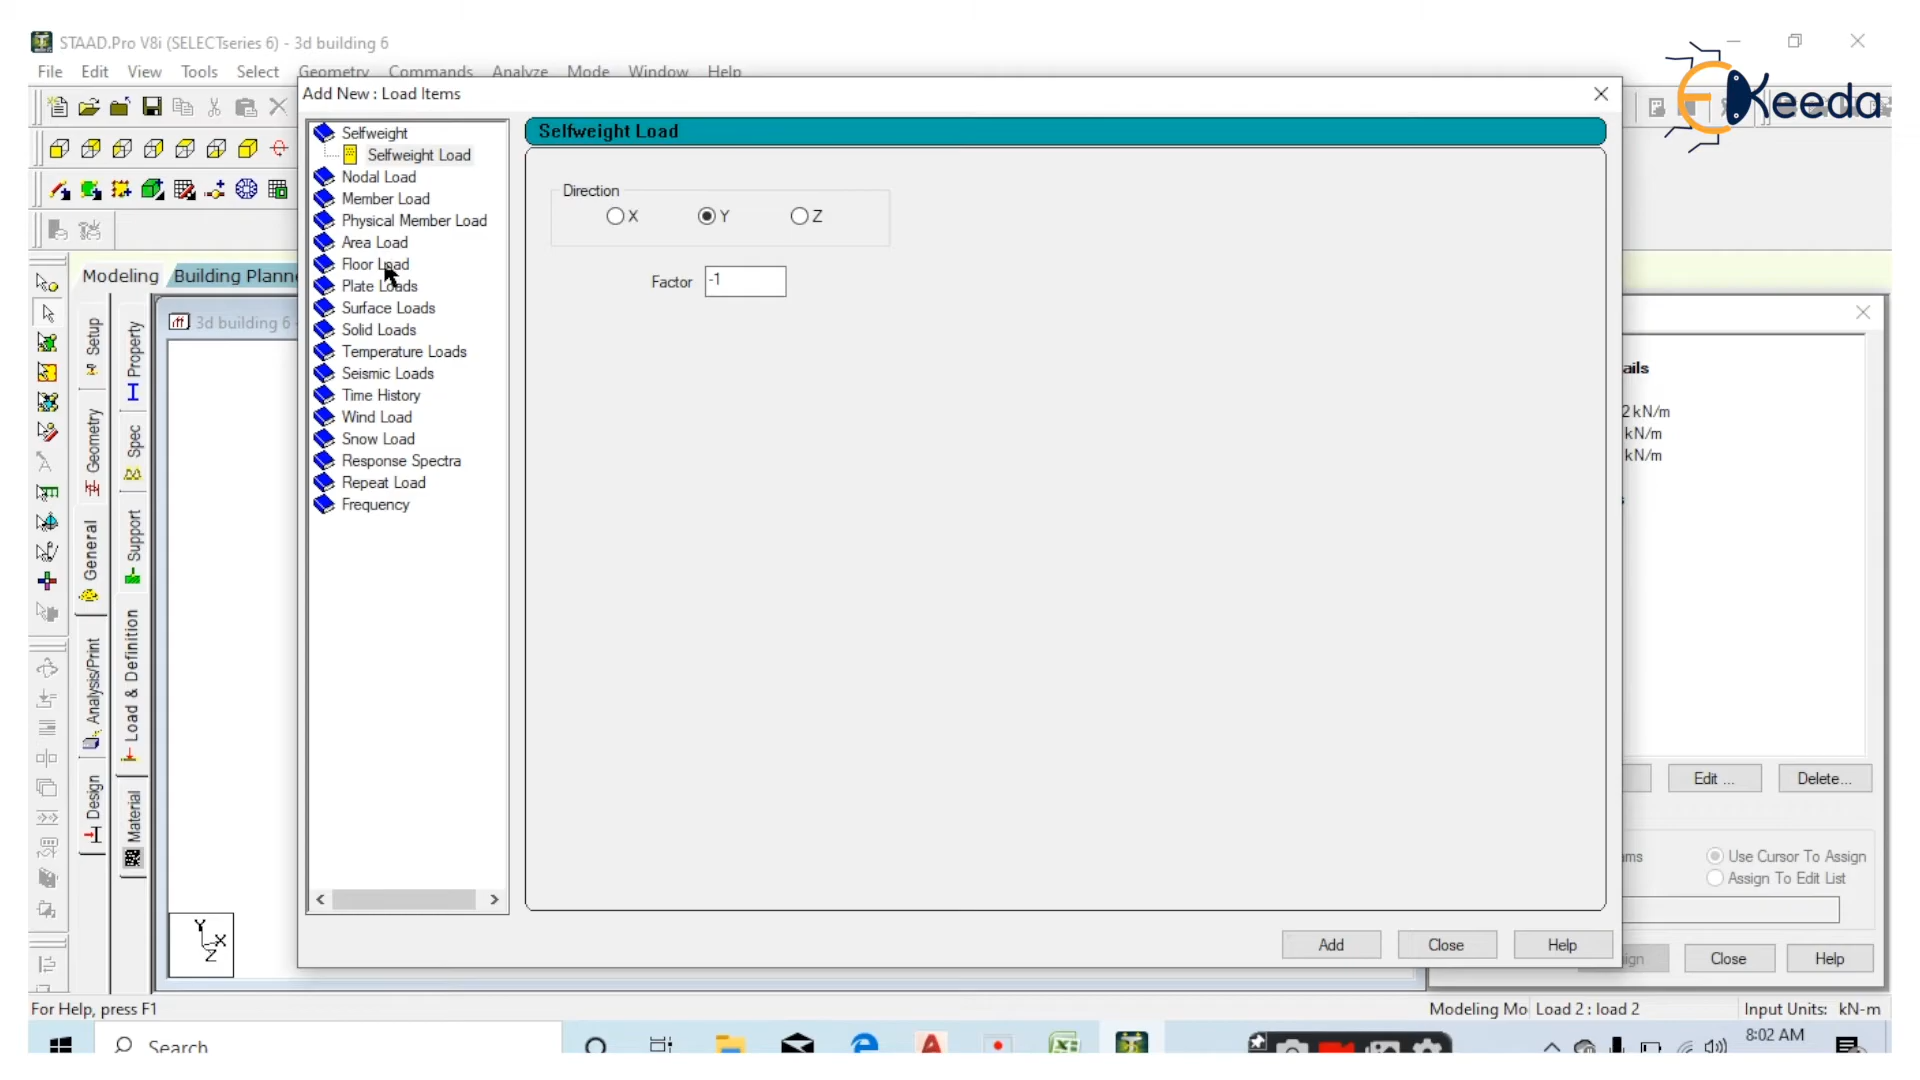 STAAD.Pro V8i (SELECTseries 6) - 3d building 6
File Edit View Tools Select Geometry Commands Analyze Mode Window Help
Keeda
Add New : Load Items
Selfweight
Selfweight Load
Nodal Load
Member Load
Physical Member Load
Area Load
Floor Load
Plate Loads
Surface Loads
Solid Loads
Temperature Loads
Seismic Loads
Time History
Wind Load
Snow Load
Response Spectra
Repeat Load
Frequency
Selfweight Load
Direction
X Y Z
Factor -1
Add Close Help
Modeling Building Planne
3d building 6 -
Setup
Geometry
General
Analysis/Print
Design
Property
Spec
Support
Load & Definition
Material
Y
X
Z
ails
2 kN/m
kN/m
kN/m
Edit ... Delete...
Use Cursor To Assign
Assign To Edit List
Close Help
For Help, press F1
Modeling Mo Load 2 : load 2 Input Units: kN-m
Search
8:02 AM